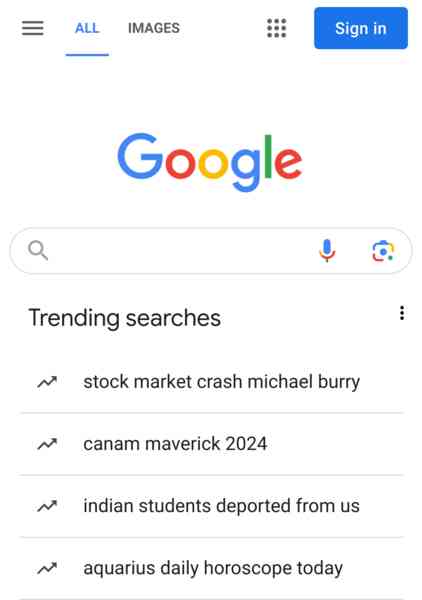 ALL IMAGES Sign in
Google
Trending searches
stock market crash michael burry
canam maverick 2024
indian students deported from us
aquarius daily horoscope today